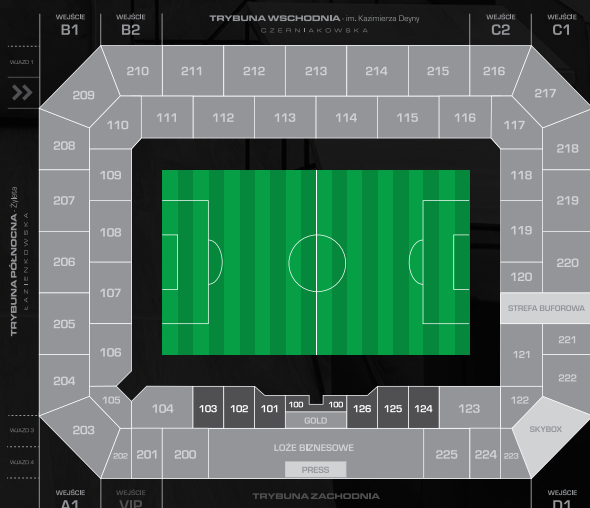 WEJŚCIE
B1
WEJŚCIE
B2
TRYBUNA WSCHODNIA - im. Kazimierza Deyny
CZERNIAKOWSKA
WEJŚCIE
C2
WEJŚCIE
C1
WJAZD 1
210 211 212 213 214 215 216
209 217
110 111 112 113 114 115 116 117
208 218
109 118
207 219
108 119
206 220
107 120
STREFA BUFOROWA
205 221
106 121
204 222
105 122
TRYBUNA PÓŁNOCNA - Żyleta
ŁAZIENKOWSKA
104 103 102 101 100 100 126 125 124 123
GOLD
203 SKYBOX
WJAZD 3
LOŻE BIZNESOWE
202 201 200 225 224 223
WJAZD 4
PRESS
WEJŚCIE
A1
WEJŚCIE
VIP
TRYBUNA ZACHODNIA
WEJŚCIE
D1